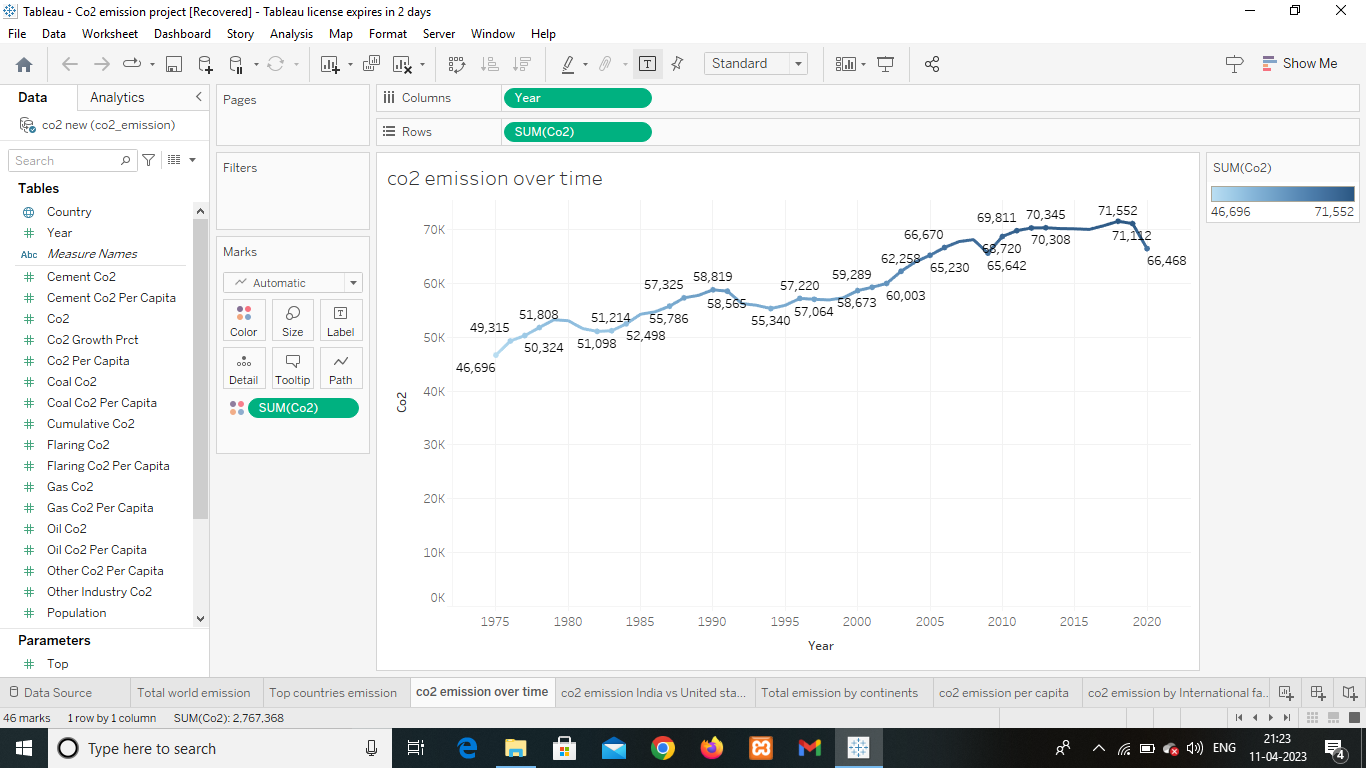 Tableau - Co2 emission project [Recovered] - Tableau license expires in 2 days
File Data Worksheet Dashboard Story Analysis Map Format Server Window Help
Standard
Show Me
Data Analytics
co2 new (co2_emission)
Search
Tables
Country
Year
Abc Measure Names
Cement Co2
Cement Co2 Per Capita
Co2
Co2 Growth Prct
Co2 Per Capita
Coal Co2
Coal Co2 Per Capita
Cumulative Co2
Flaring Co2
Flaring Co2 Per Capita
Gas Co2
Gas Co2 Per Capita
Oil Co2
Oil Co2 Per Capita
Other Co2 Per Capita
Other Industry Co2
Population
Parameters
Top
Pages
Filters
Marks
Automatic
Color Size Label
Detail Tooltip Path
SUM(Co2)
Columns Year
Rows SUM(Co2)
co2 emission over time
70K
60K
50K
40K
30K
20K
10K
0K
Co2
46,696
49,315
50,324
51,808
51,098
51,214
52,498
57,325
55,786
58,819
58,565
55,340
57,220
57,064
59,289
58,673
62,258
60,003
66,670
65,230
69,811
68,720
65,642
70,345
70,308
71,552
71,112
66,468
1975 1980 1985 1990 1995 2000 2005 2010 2015 2020
Year
SUM(Co2)
46,696 71,552
Data Source Total world emission Top countries emission co2 emission over time co2 emission India vs United sta... Total emission by continents co2 emission per capita co2 emission by International fa...
46 marks 1 row by 1 column SUM(Co2): 2,767,368
Type here to search
ENG
21:23
11-04-2023
4